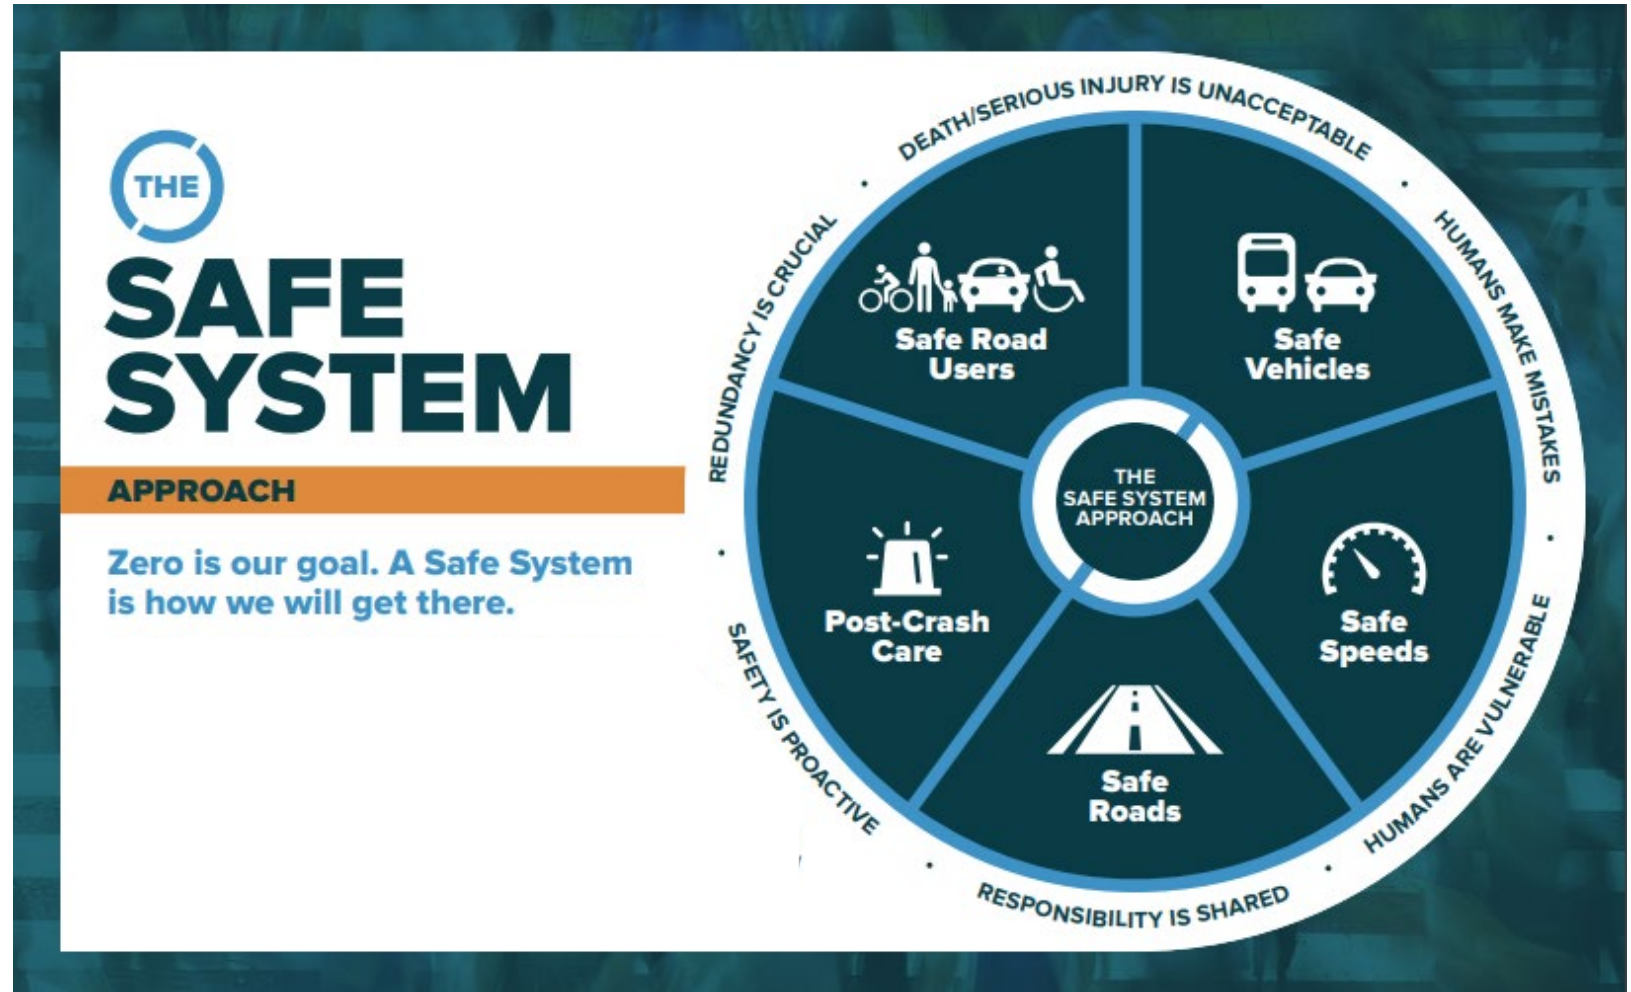 THE
SAFE
SYSTEM
APPROACH
Zero is our goal. A Safe System
is how we will get there.
DEATH/SERIOUS INJURY IS UNACCEPTABLE
HUMANS MAKE MISTAKES
HUMANS ARE VULNERABLE
RESPONSIBILITY IS SHARED
SAFETY IS PROACTIVE
REDUNDANCY IS CRUCIAL
Safe Road
Users
Safe
Vehicles
Safe
Speeds
Safe
Roads
Post-Crash
Care
THE
SAFE SYSTEM
APPROACH